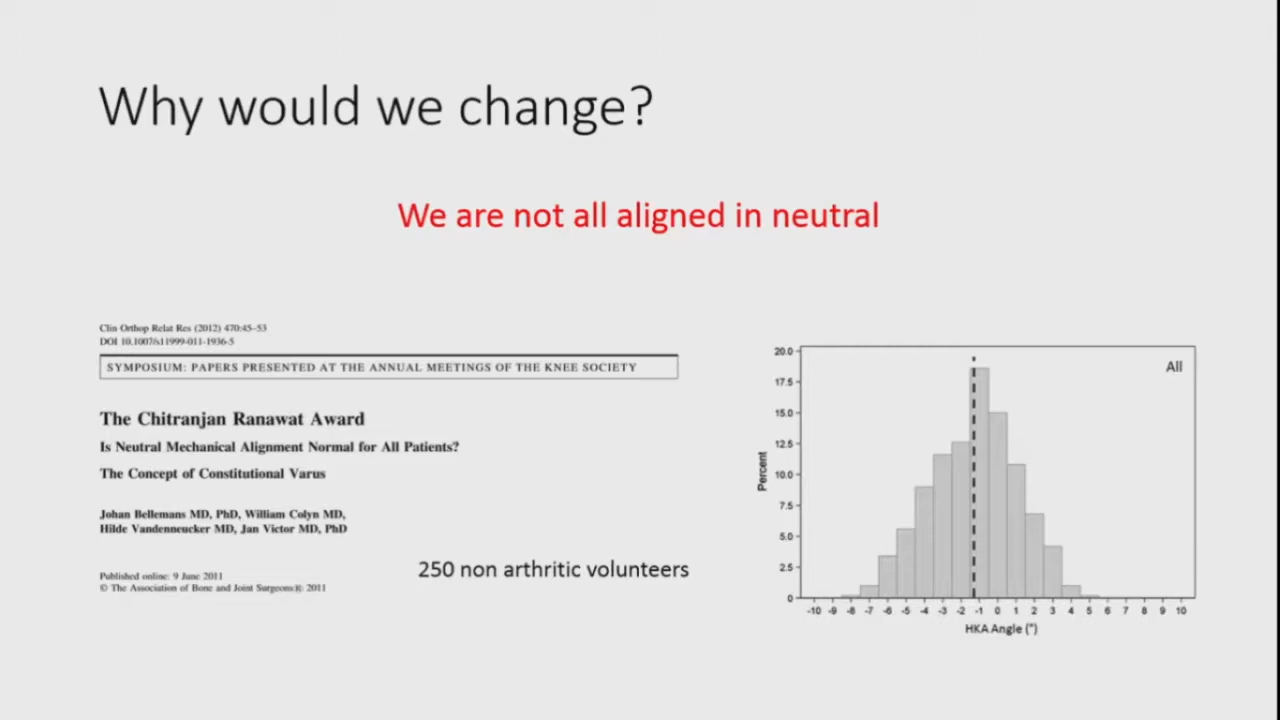 Why would we change?
We are not all aligned in neutral
Clin Orthop Relat Res (2012) 470:45–53
DOI 10.1007/s11999-011-1936-5
SYMPOSIUM: PAPERS PRESENTED AT THE ANNUAL MEETINGS OF THE KNEE SOCIETY
The Chitranjan Ranawat Award
Is Neutral Mechanical Alignment Normal for All Patients?
The Concept of Constitutional Varus
Johan Bellemans MD, PhD, William Colyn MD,
Hilde Vandenneucker MD, Jan Victor MD, PhD
250 non arthritic volunteers
Published online: 9 June 2011
© The Association of Bone and Joint Surgeons® 2011
All
20.0
17.5
15.0
12.5
10.0
7.5
5.0
2.5
0
Percent
-10 -9 -8 -7 -6 -5 -4 -3 -2 -1 0 1 2 3 4 5 6 7 8 9 10
HKA Angle (°)